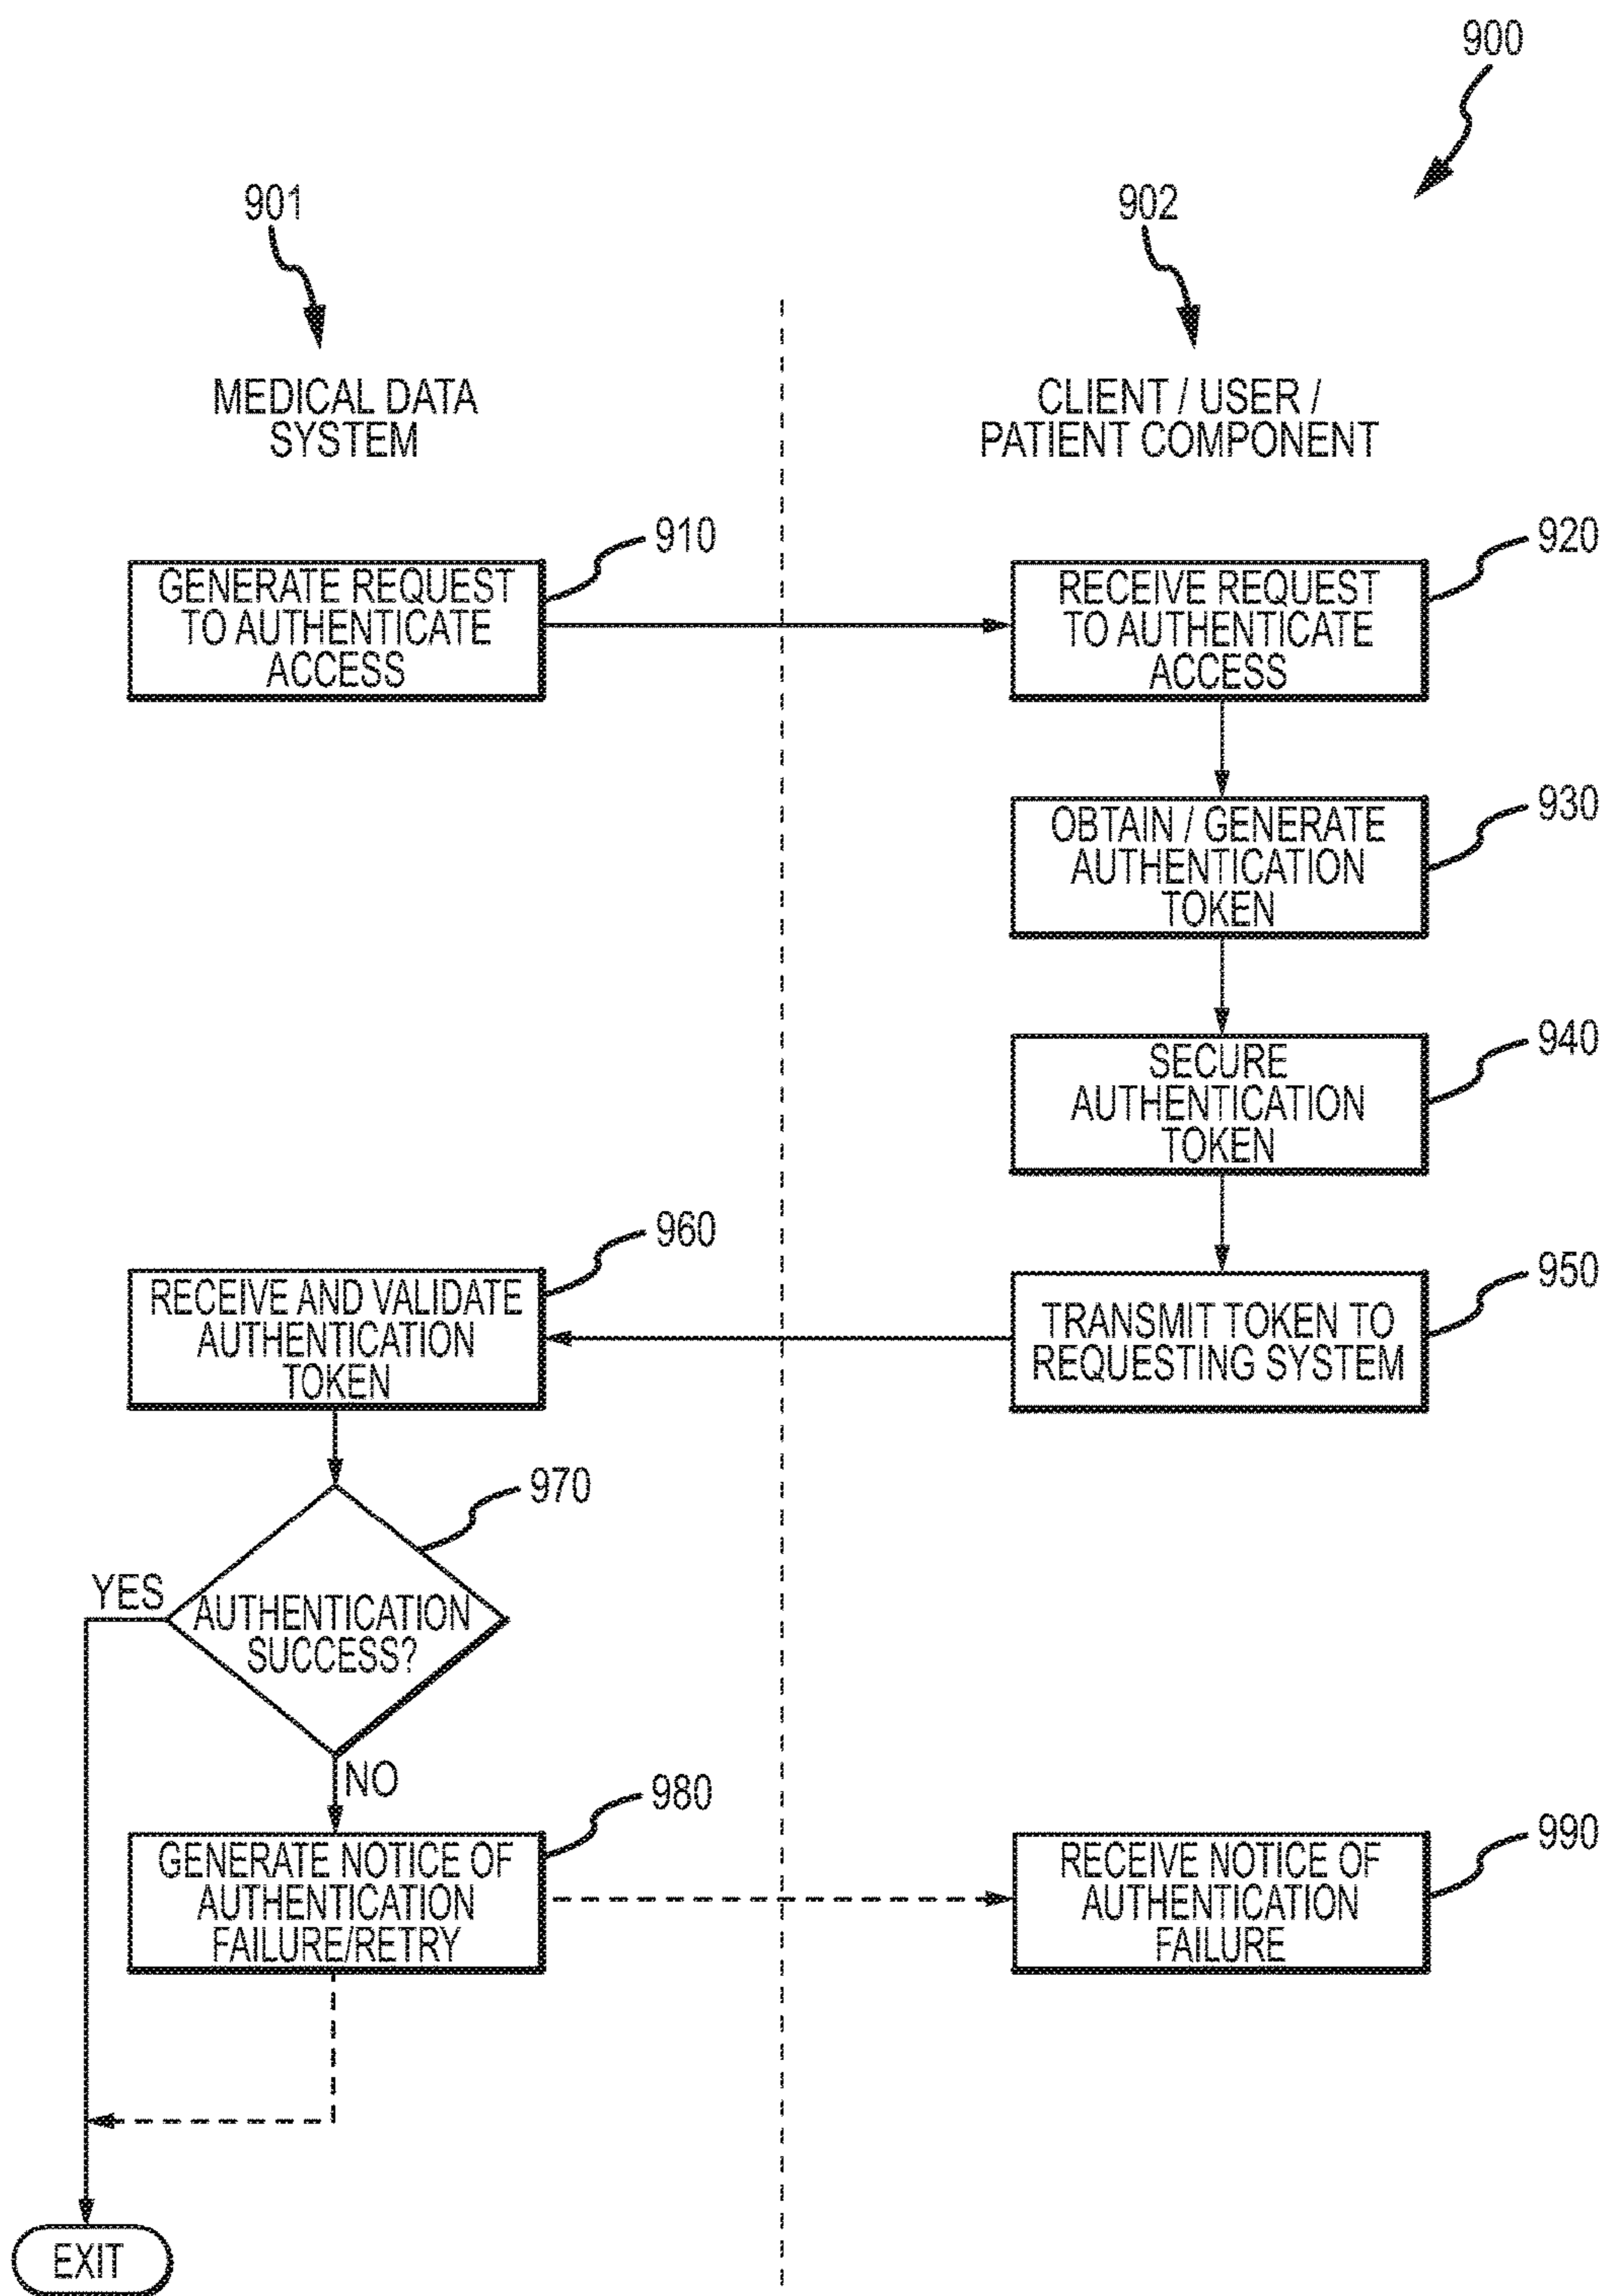 900
901
902
MEDICAL DATA
SYSTEM
CLIENT / USER /
PATIENT COMPONENT
910
GENERATE REQUEST
TO AUTHENTICATE
ACCESS
920
RECEIVE REQUEST
TO AUTHENTICATE
ACCESS
930
OBTAIN / GENERATE
AUTHENTICATION
TOKEN
940
SECURE
AUTHENTICATION
TOKEN
950
TRANSMIT TOKEN TO
REQUESTING SYSTEM
960
RECEIVE AND VALIDATE
AUTHENTICATION
TOKEN
970
YES
AUTHENTICATION
SUCCESS?
NO
980
GENERATE NOTICE OF
AUTHENTICATION
FAILURE/RETRY
990
RECEIVE NOTICE OF
AUTHENTICATION
FAILURE
EXIT